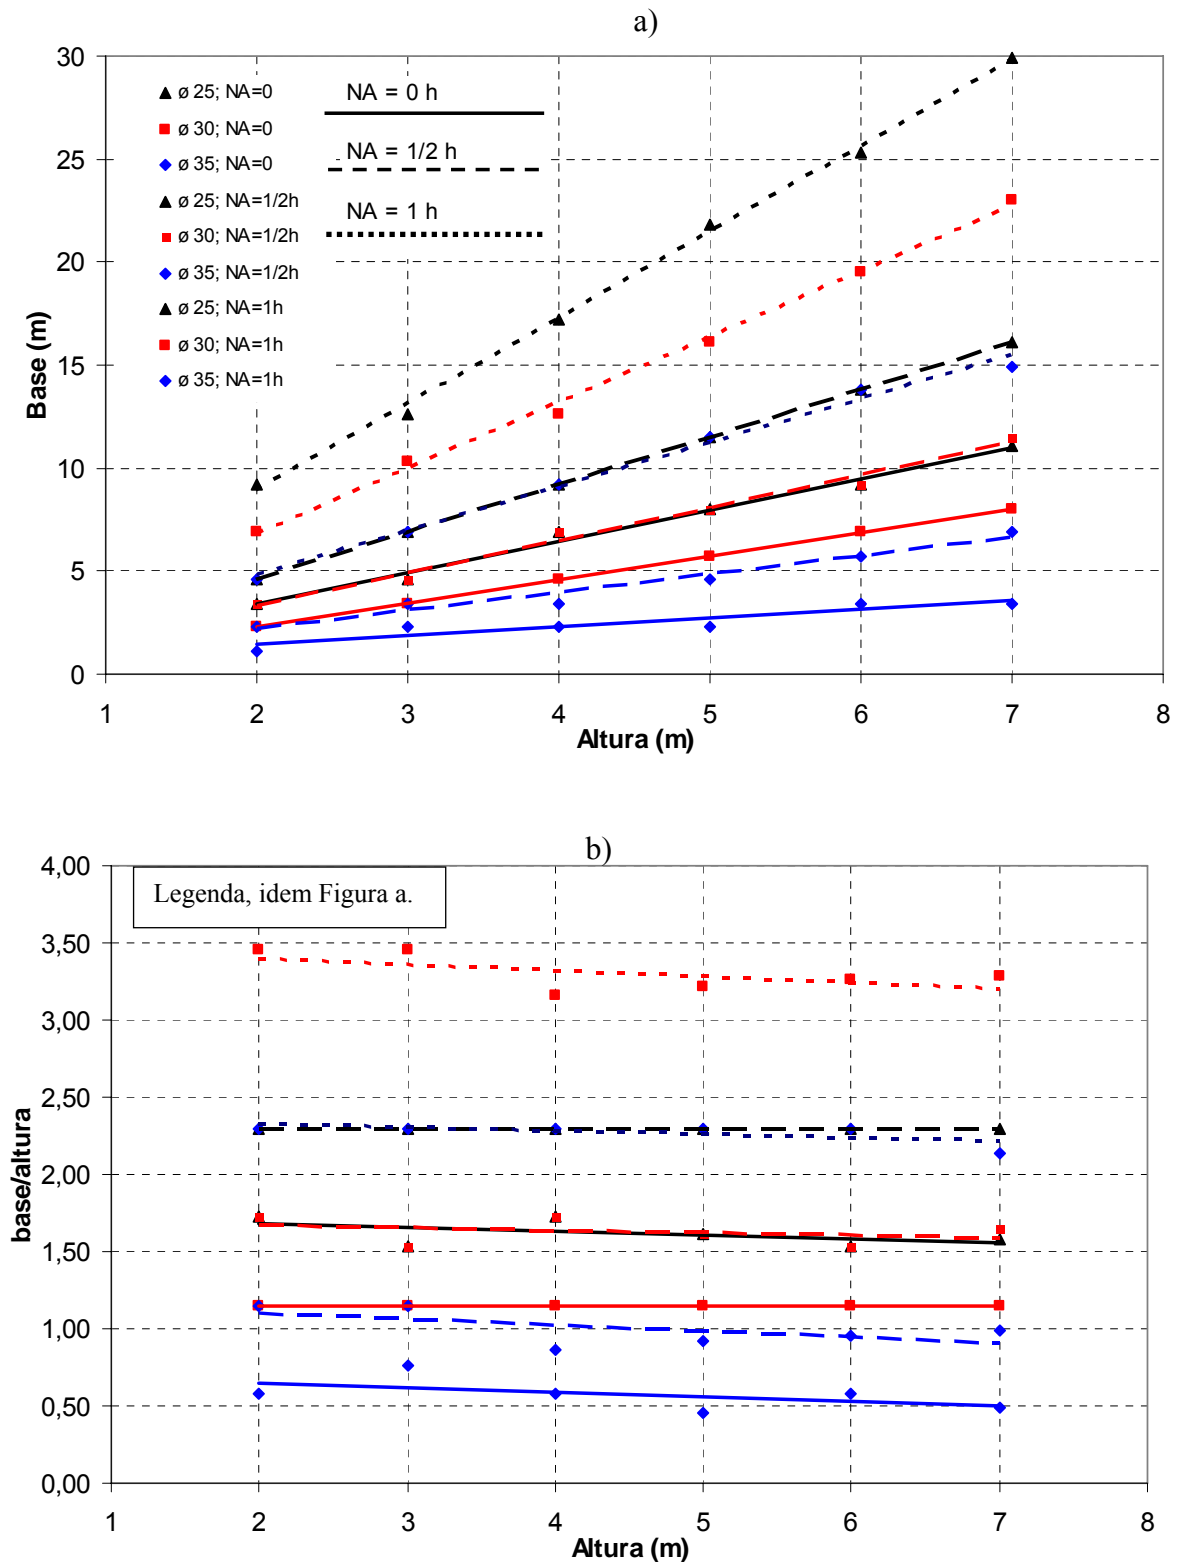 a)
30
25
20
15
10
5
0
Base (m)
ø 25; NA=0
ø 30; NA=0
ø 35; NA=0
ø 25; NA=1/2h
ø 30; NA=1/2h
ø 35; NA=1/2h
ø 25; NA=1h
ø 30; NA=1h
ø 35; NA=1h
NA = 0 h
NA = 1/2 h
NA = 1 h
1 2 3 4 5 6 7 8
Altura (m)
b)
4,00
3,50
3,00
2,50
2,00
1,50
1,00
0,50
0,00
base/altura
Legenda, idem Figura a.
1 2 3 4 5 6 7 8
Altura (m)